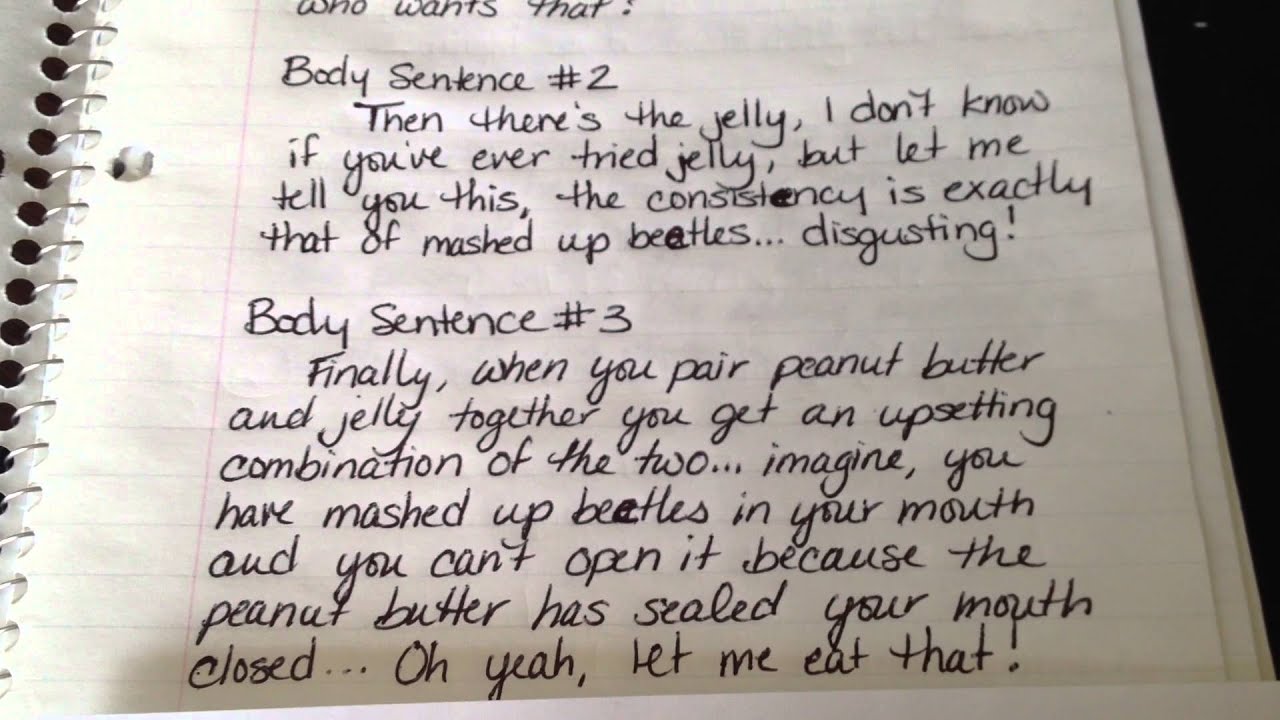 who wants that!
Body Sentence #2
Then there's the jelly, I don't know
if you've ever tried jelly, but let me
tell you this, the consistency is exactly
that of mashed up beetles... disgusting!
Body Sentence #3
Finally, when you pair peanut butter
and jelly together you get an upsetting
combination of the two... imagine, you
have mashed up beetles in your mouth
and you can't open it because the
peanut butter has sealed your mouth
closed... Oh yeah, let me eat that!